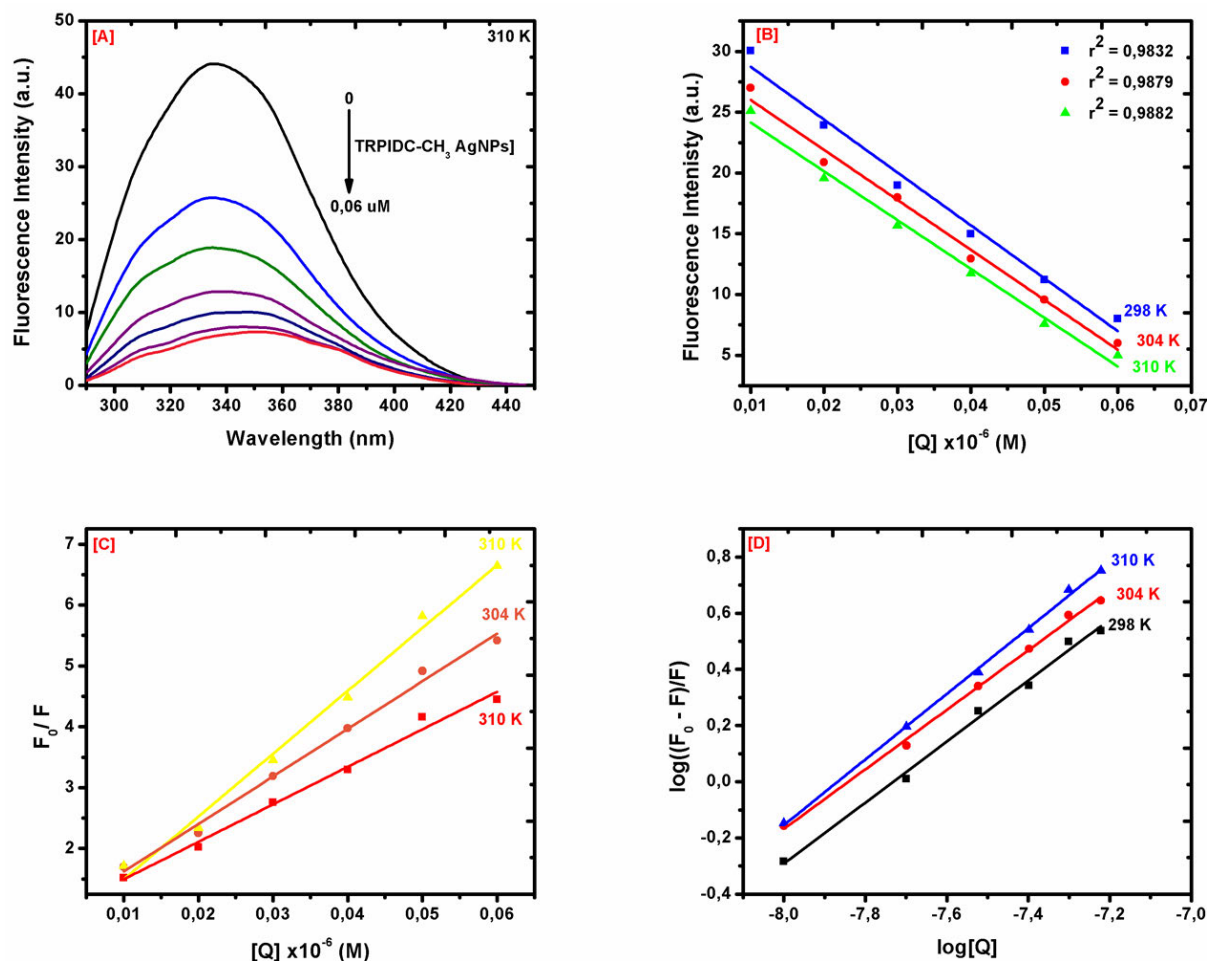 [A]
310 K
0
TRPIDC-CH3 AgNPs]
0,06 uM
50
40
30
20
10
0
Fluorescence Intensity (a.u.)
300 320 340 360 380 400 420 440
Wavelength (nm)
[B]
r2 = 0,9832
r2 = 0,9879
r2 = 0,9882
30
25
20
15
10
5
Fluorescence Intenisty (a.u.)
298 K
304 K
310 K
0,01 0,02 0,03 0,04 0,05 0,06 0,07
[Q] x10-6 (M)
[C]
310 K
304 K
310 K
7
6
5
4
3
2
F0/ F
0,01 0,02 0,03 0,04 0,05 0,06
[Q] x10-6 (M)
[D]
310 K
304 K
298 K
0,8
0,6
0,4
0,2
0,0
-0,2
-0,4
log((F0 - F)/F)
-8,0 -7,8 -7,6 -7,4 -7,2 -7,0
log[Q]